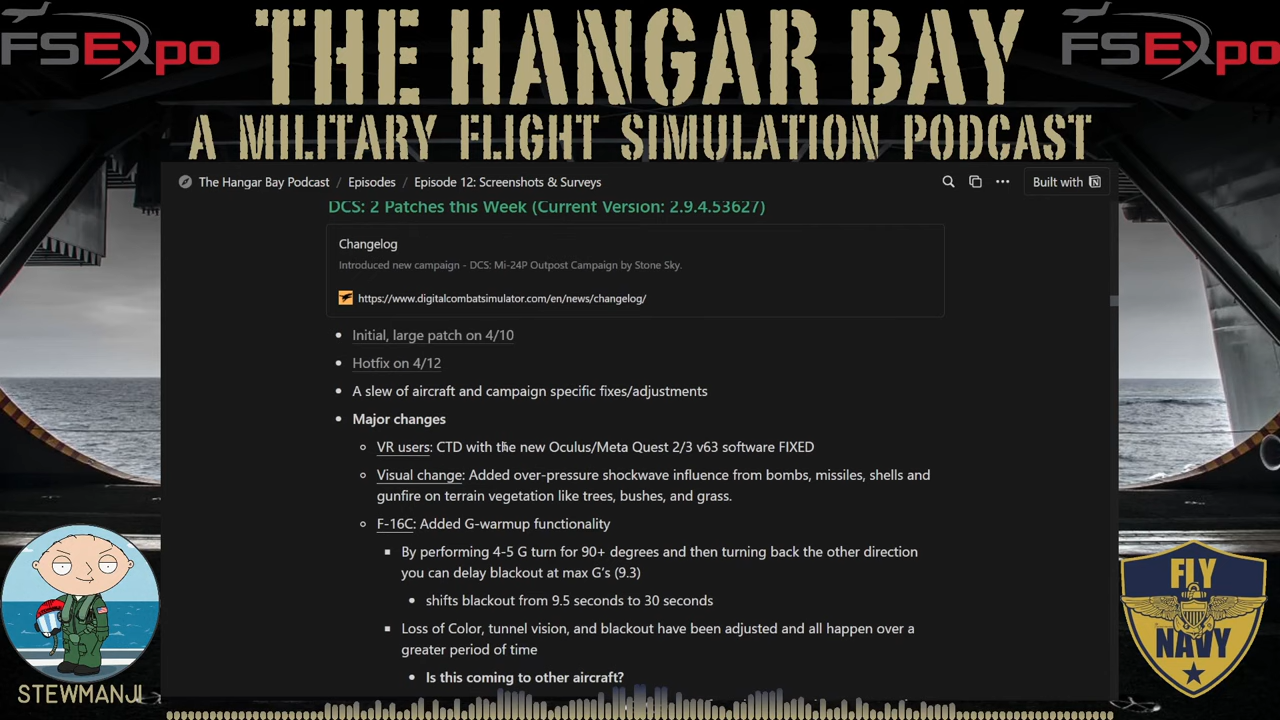 FSExpo
THE HANGAR BAY
FSExpo
A MILITARY FLIGHT SIMULATION PODCAST
The Hangar Bay Podcast / Episodes / Episode 12: Screenshots & Surveys
Built with
DCS: 2 Patches this Week (Current Version: 2.9.4.53627)
Changelog
Introduced new campaign - DCS: Mi-24P Outpost Campaign by Stone Sky.
https://www.digitalcombatsimulator.com/en/news/changelog/
Initial, large patch on 4/10
Hotfix on 4/12
A slew of aircraft and campaign specific fixes/adjustments
Major changes
VR users: CTD with the new Oculus/Meta Quest 2/3 v63 software FIXED
Visual change: Added over-pressure shockwave influence from bombs, missiles, shells and
gunfire on terrain vegetation like trees, bushes, and grass.
F-16C: Added G-warmup functionality
By performing 4-5 G turn for 90+ degrees and then turning back the other direction
you can delay blackout at max G's (9.3)
shifts blackout from 9.5 seconds to 30 seconds
Loss of Color, tunnel vision, and blackout have been adjusted and all happen over a
greater period of time
Is this coming to other aircraft?
STEWMANJI
FLY
NAVY